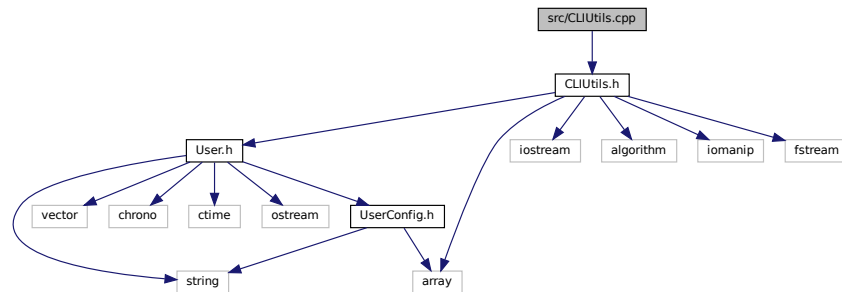 src/CLIUtils.cpp
CLIUtils.h
User.h
iostream
algorithm
iomanip
fstream
vector
chrono
ctime
ostream
UserConfig.h
string
array